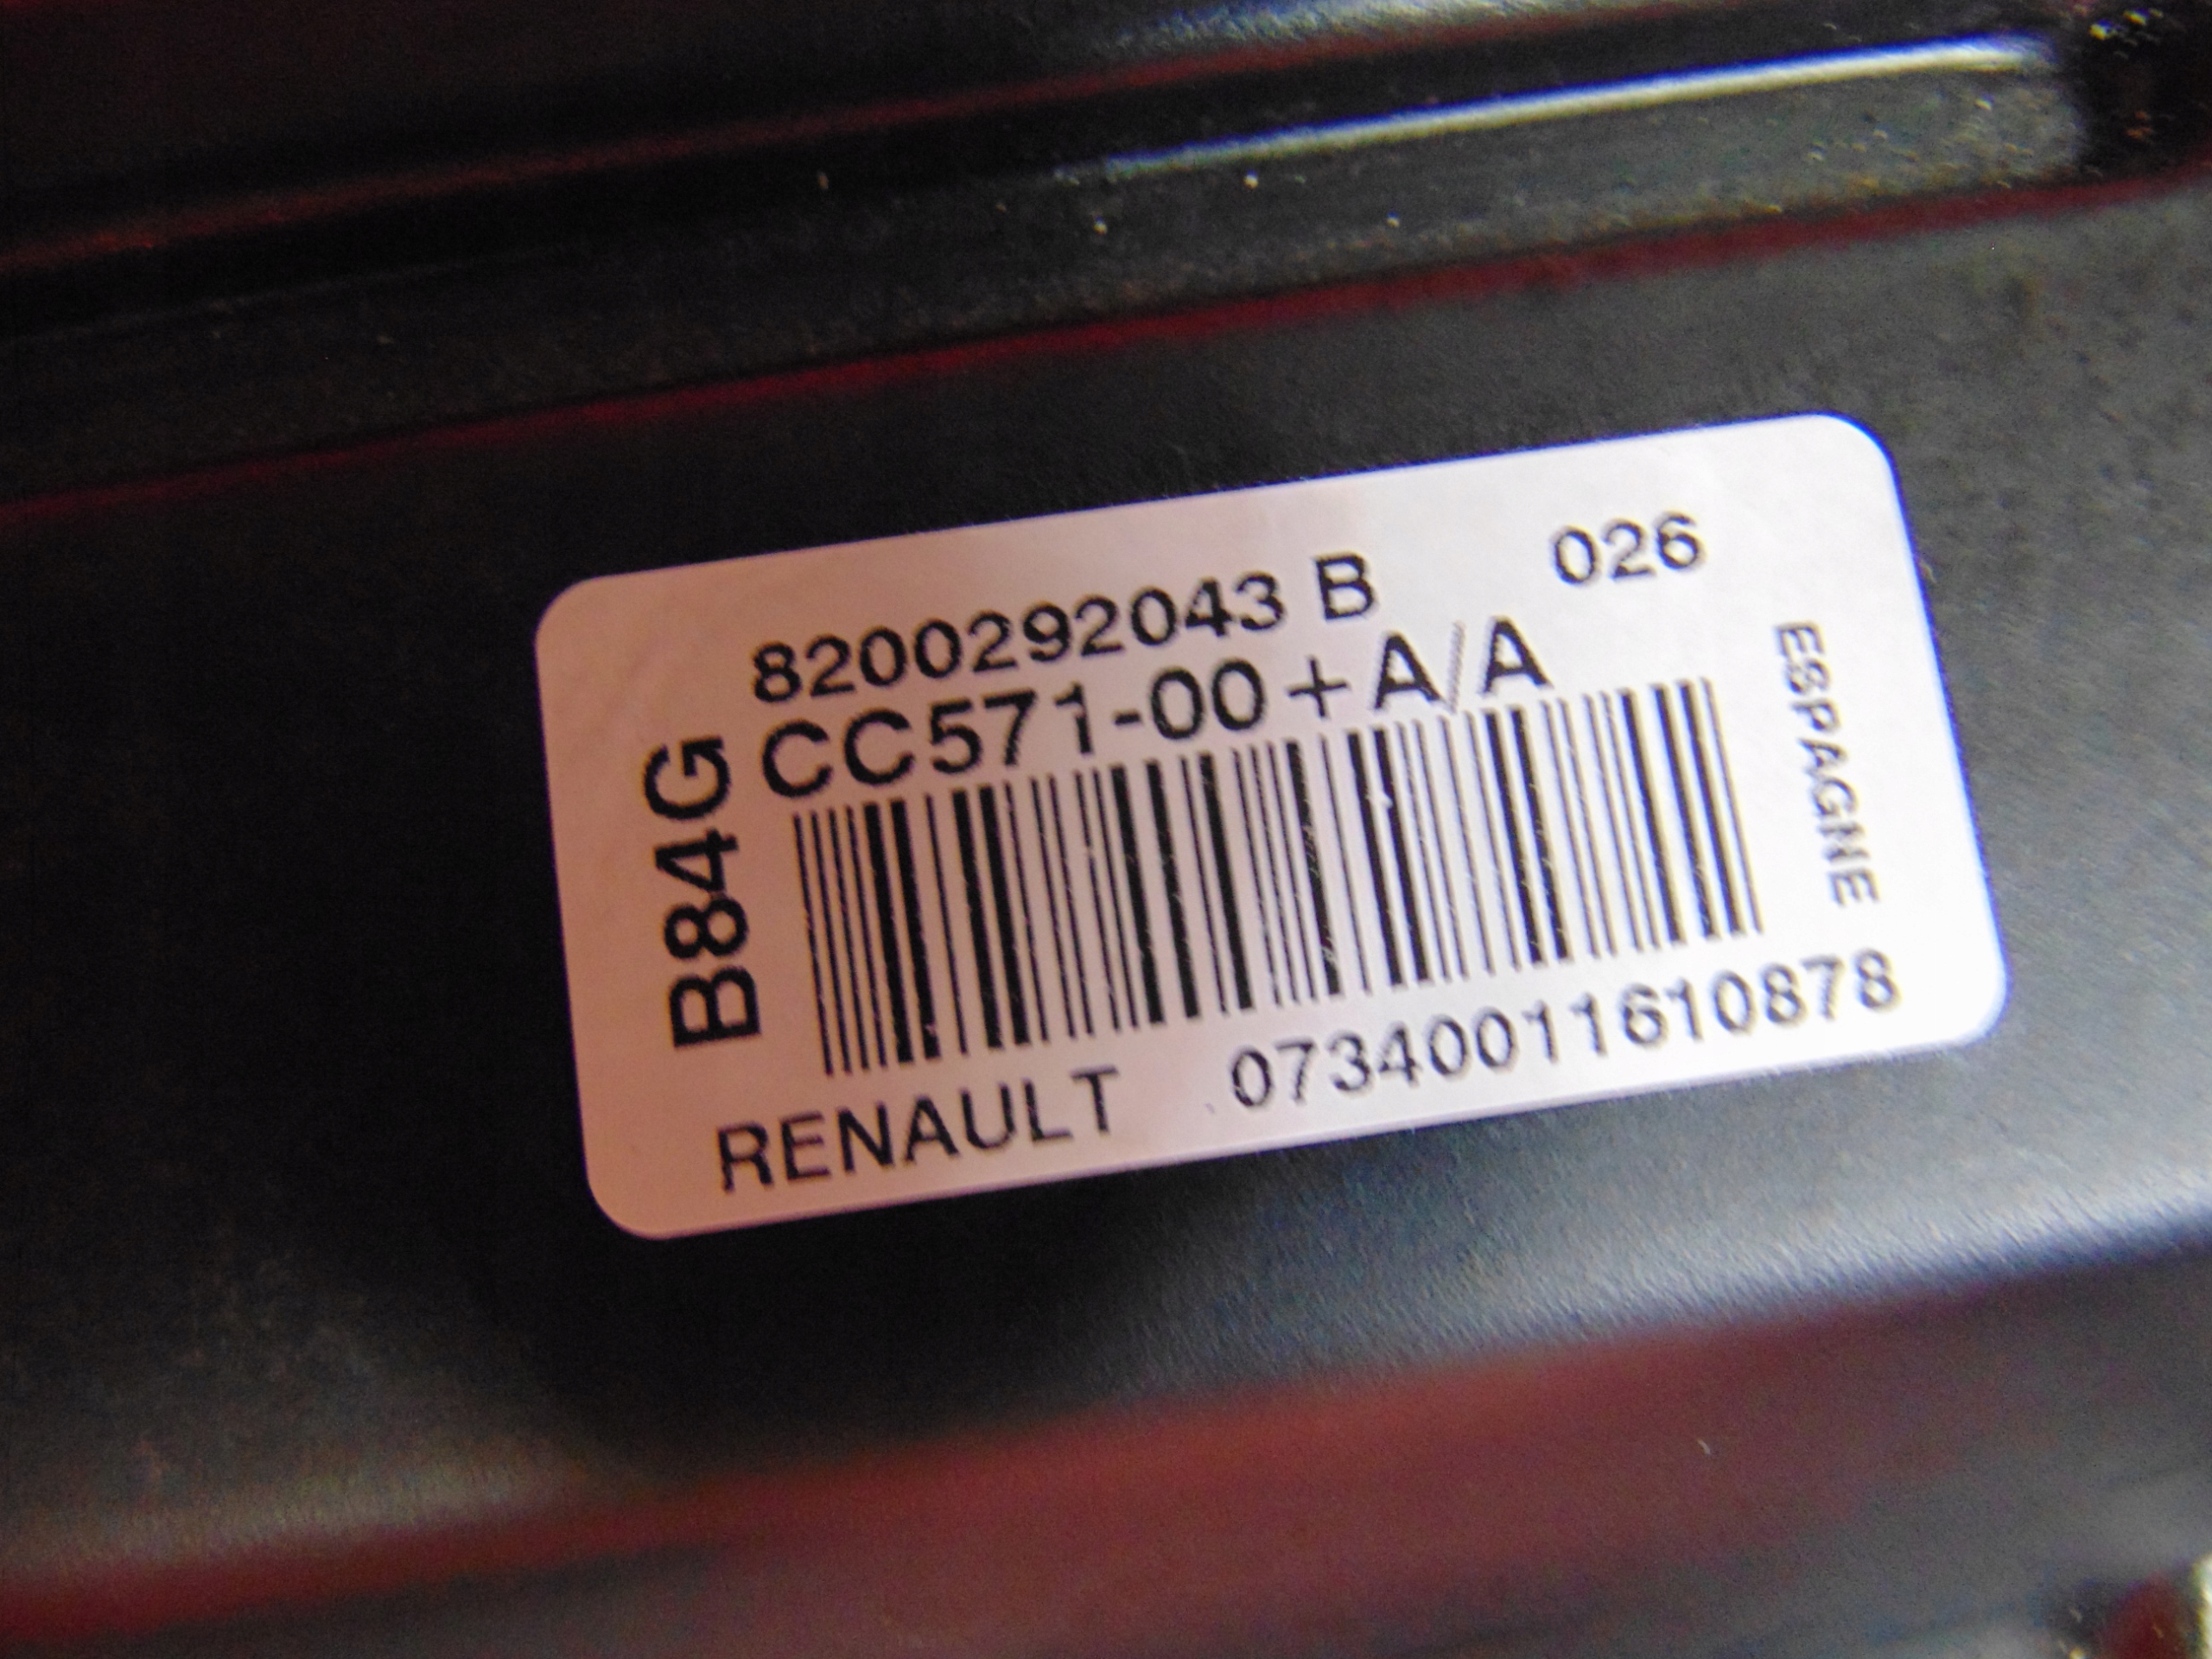 8200292043 B 026
CC571-00+A/A
B84G
ESPAGNE
RENAULT 07340011610878